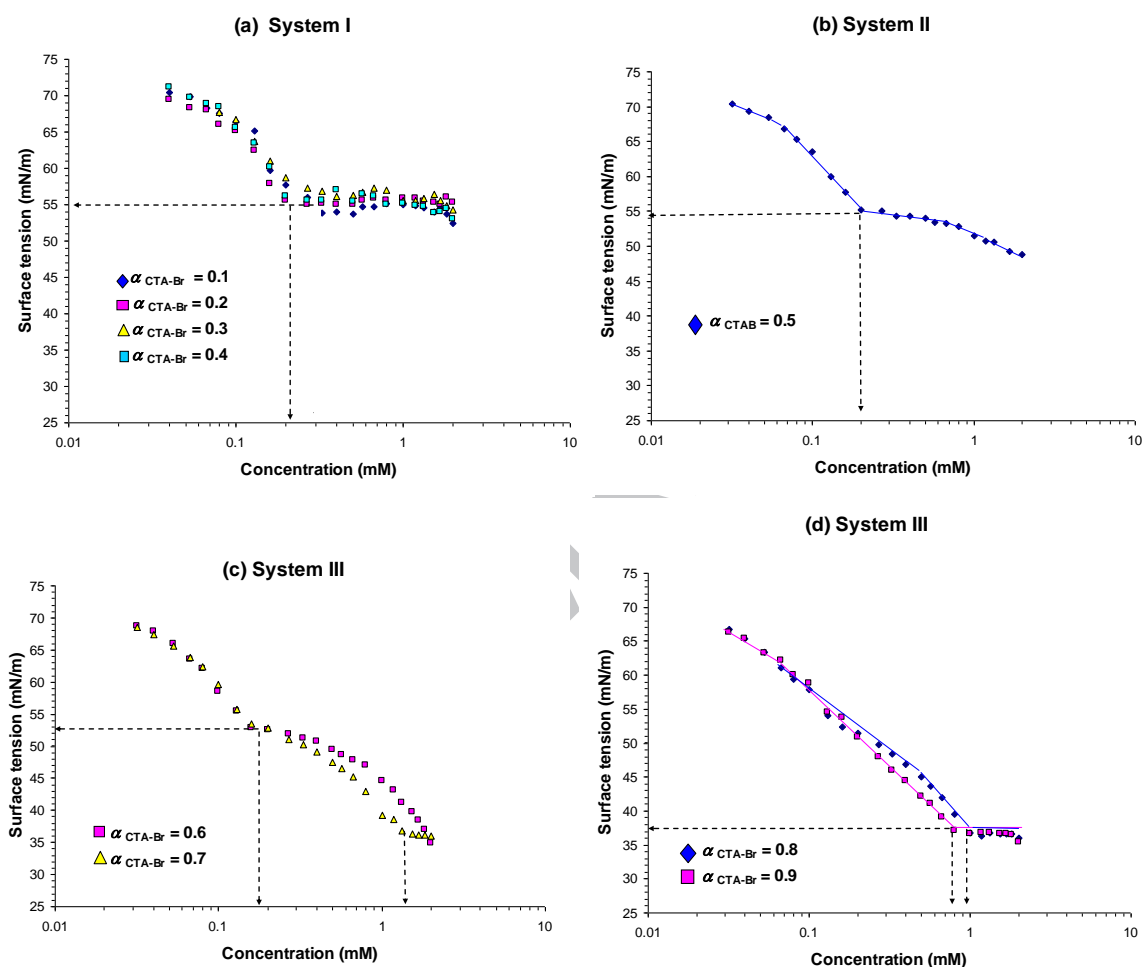 (a) System I
75
70
65
60
55
50
45
40
35
30
25
0.01 0.1 1 10
Surface tension (mN/m)
Concentration (mM)
α CTA-Br = 0.1
α CTA-Br = 0.2
α CTA-Br = 0.3
α CTA-Br = 0.4
(b) System II
75
70
65
60
55
50
45
40
35
30
25
0.01 0.1 1 10
Surface tension (mN/m)
Concentration (mM)
α CTAB = 0.5
(c) System III
75
70
65
60
55
50
45
40
35
30
25
0.01 0.1 1 10
Surface tension (mN/m)
Concentration (mM)
α CTA-Br = 0.6
α CTA-Br = 0.7
(d) System III
75
70
65
60
55
50
45
40
35
30
25
0.01 0.1 1 10
Surface tension (mN/m)
Concentration (mM)
α CTA-Br = 0.8
α CTA-Br = 0.9